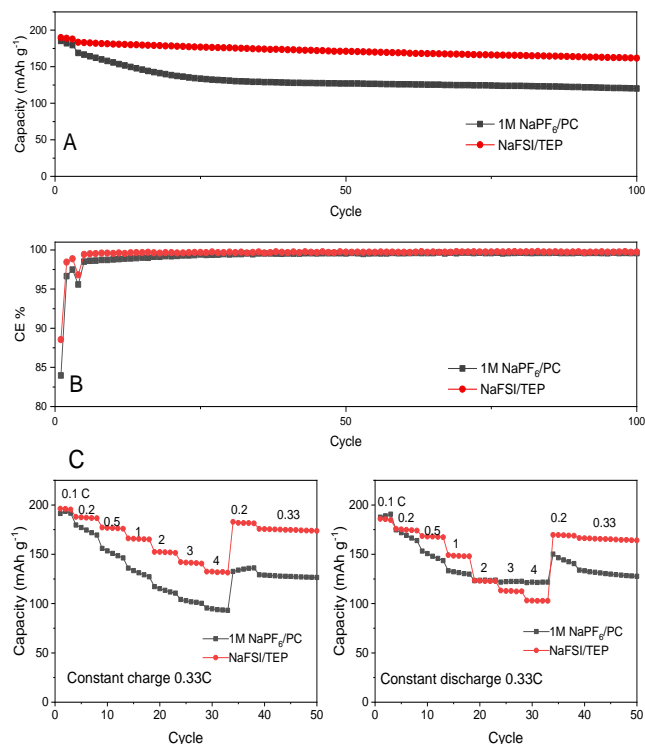 200
150
100
50
0
Capacity (mAh g⁻¹)
A
1M NaPF₆/PC
NaFSI/TEP
0
50
100
Cycle
100
95
90
85
80
CE %
B
1M NaPF₆/PC
NaFSI/TEP
0
50
100
Cycle
C
200
150
100
50
0
Capacity (mAh g⁻¹)
0.1 C
0.2
0.5
1
2
3
4
0.2
0.33
1M NaPF₆/PC
NaFSI/TEP
Constant charge 0.33C
0
10
20
30
40
50
Cycle
200
150
100
50
0
Capacity (mAh g⁻¹)
0.1 C
0.2
0.5
1
2
3
4
0.2
0.33
1M NaPF₆/PC
NaFSI/TEP
Constant discharge 0.33C
0
10
20
30
40
50
Cycle